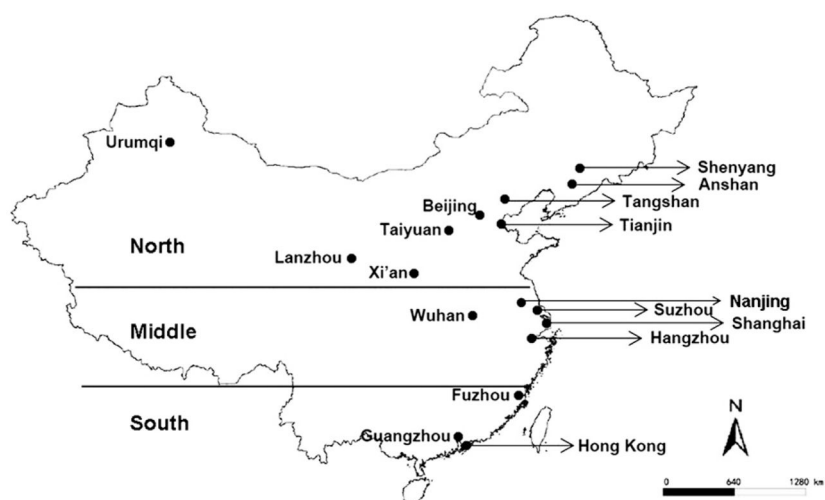 Urumqi
Shenyang
Anshan
Tangshan
Beijing
Tianjin
Taiyuan
North
Lanzhou
Xi'an
Nanjing
Suzhou
Wuhan
Shanghai
Middle
Hangzhou
Fuzhou
South
N
Guangzhou
Hong Kong
0 640 1280 km